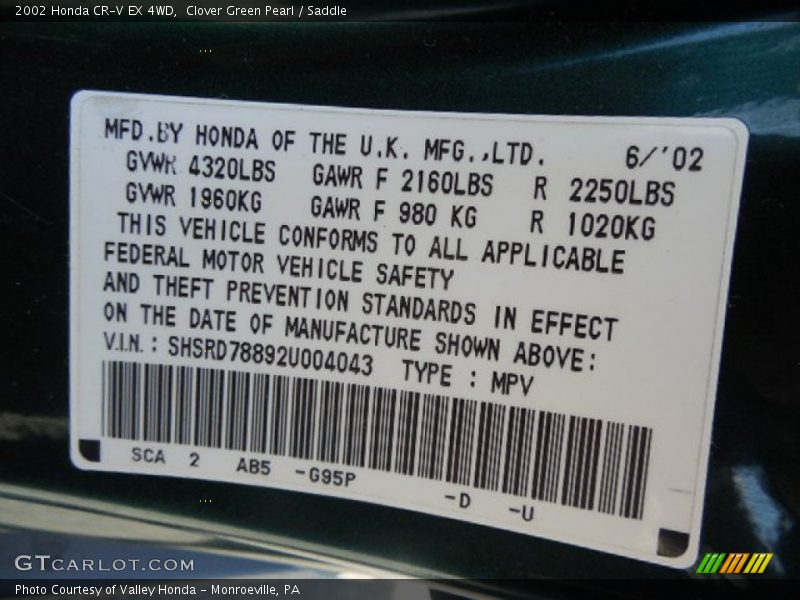 2002 Honda CR-V EX 4WD,  Clover Green Pearl / Saddle
MFD.BY HONDA OF THE U.K. MFG.,LTD. 6/'02
GVWR 4320LBS GAWR F 2160LBS R 2250LBS
GVWR 1960KG GAWR F 980 KG R 1020KG
THIS VEHICLE CONFORMS TO ALL APPLICABLE
FEDERAL MOTOR VEHICLE SAFETY
AND THEFT PREVENTION STANDARDS IN EFFECT
ON THE DATE OF MANUFACTURE SHOWN ABOVE:
V.I.N. : SHSRD78892U004043 TYPE : MPV
SCA 2 AB5 -G95P
-D -U
GTCARLOT.COM
Photo Courtesy of Valley Honda - Monroeville, PA